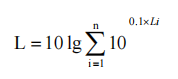 L = 10 lg ∑_{i=1}^{n} 10^{0.1×Li}